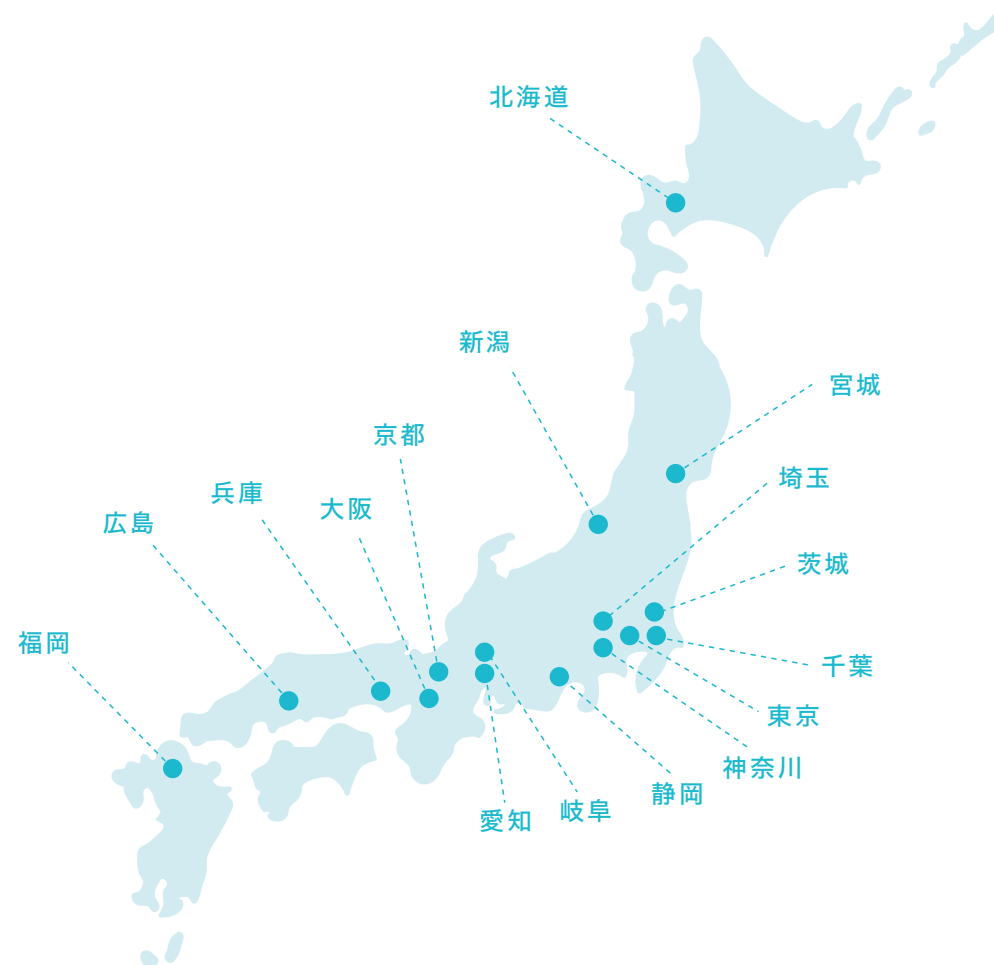 北海道
新潟
宮城
京都
埼玉
兵庫
大阪
広島
茨城
福岡
千葉
東京
神奈川
静岡
岐阜
愛知